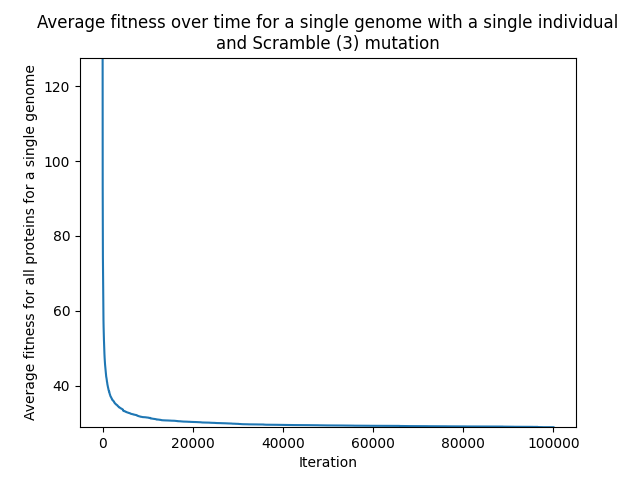 Average fitness over time for a single genome with a single individual
and Scramble (3) mutation
Average fitness for all proteins for a single genome
120
100
80
60
40
0
20000
40000
60000
80000
100000
Iteration